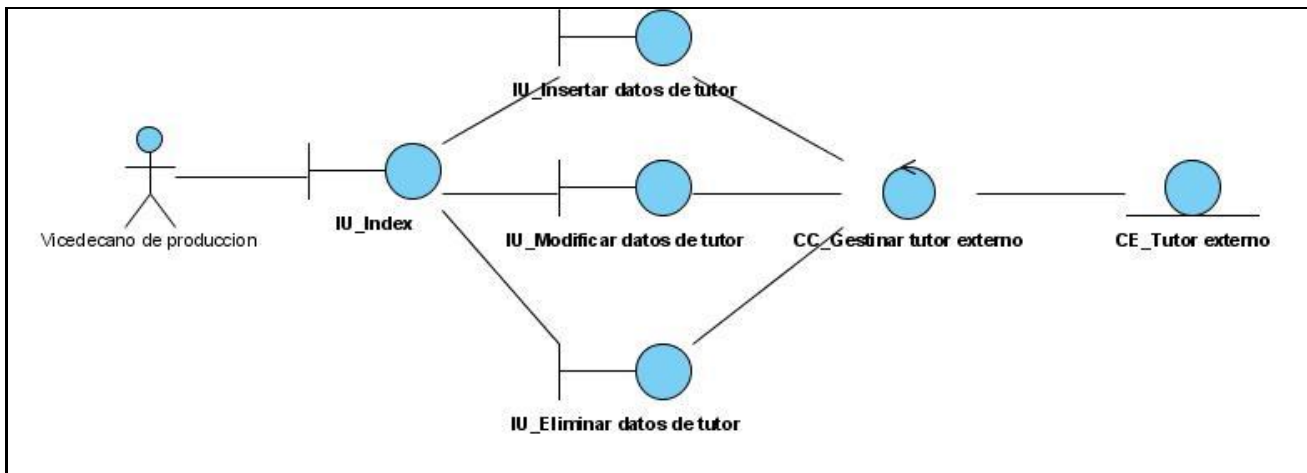 IU_Insertar datos de tutor
Vicedecano de produccion
IU_Index
IU_Modificar datos de tutor
CC_Gestinar tutor externo
CE_Tutor externo
IU_Eliminar datos de tutor